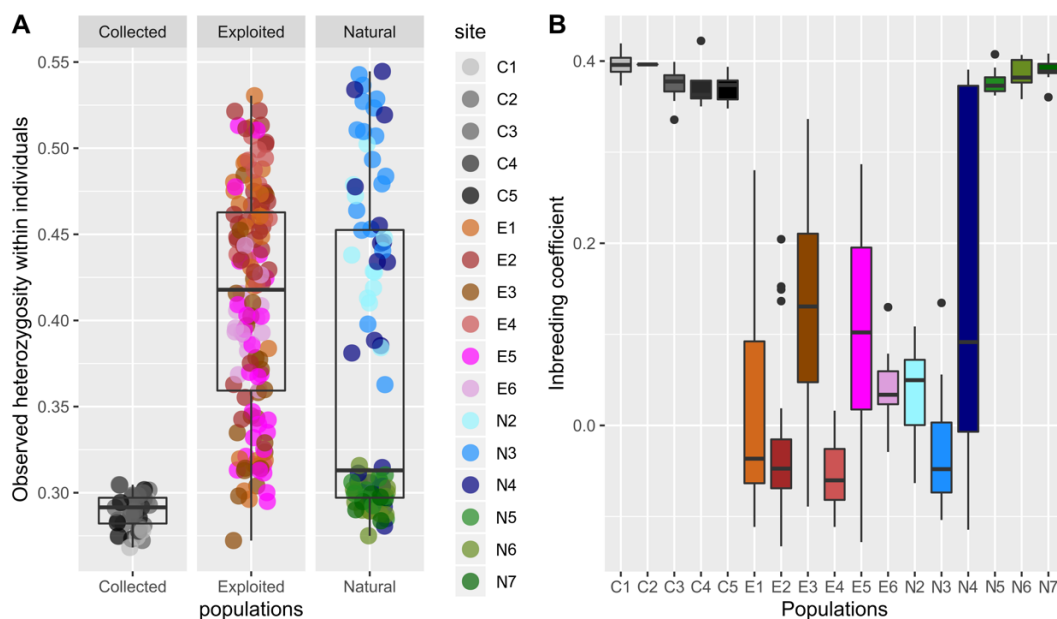 A
Collected Exploited Natural
Observed heterozygosity within individuals
0.55
0.50
0.45
0.40
0.35
0.30
Collected Exploited Natural
populations
site
C1
C2
C3
C4
C5
E1
E2
E3
E4
E5
E6
N2
N3
N4
N5
N6
N7
B
Inbreeding coefficient
0.4
0.2
0.0
C1 C2 C3 C4 C5 E1 E2 E3 E4 E5 E6 N2 N3 N4 N5 N6 N7
Populations